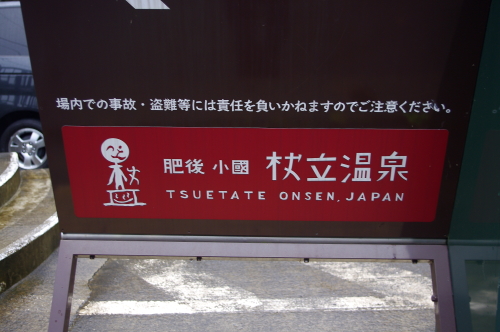 場内での事故・盗難等には責任を負いかねますのでご注意ください。
肥後 小國 杖立温泉
TSUETATE ONSEN, JAPAN